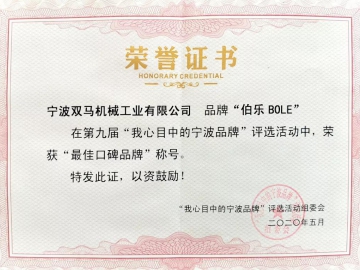 荣誉证书
HONORARY CREDENTIAL
宁波双马机械工业有限公司 品牌“伯乐 BOLE”
在第九届“我心目中的宁波品牌”评选活动中，荣
获“最佳口碑品牌”称号。
特发此证，以资鼓励！
“我心目中的宁波品牌”评选活动组委会
二〇二〇年五月